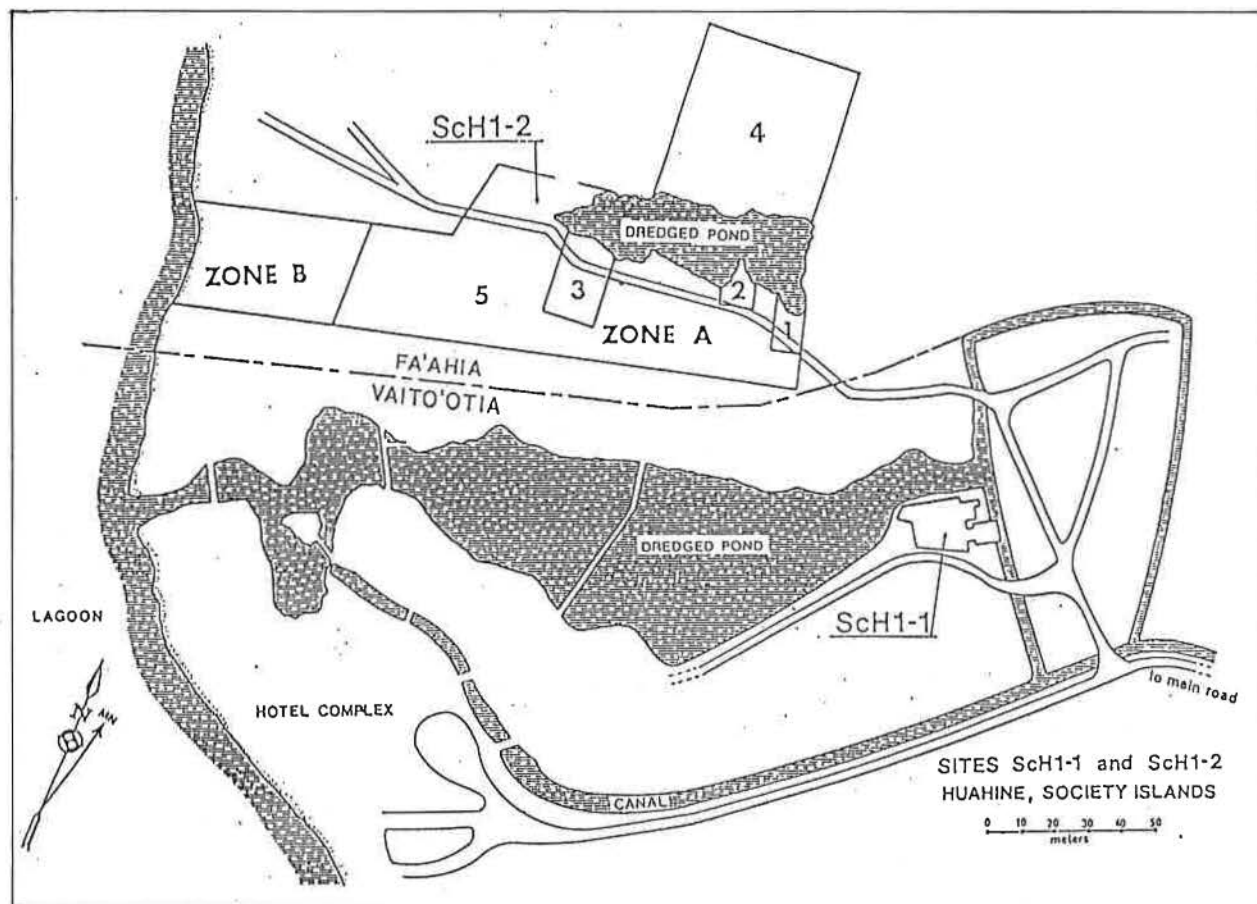 ScH1-2
4
DREDGED POND
ZONE B
5
3
2
1
ZONE A
FA'AHIA
VAITO'OTIA
DREDGED POND
ScH1-1
LAGOON
N
HOTEL COMPLEX
to main road
CANAL
SITES ScH1-1 and ScH1-2
HUAHINE, SOCIETY ISLANDS
0 10 20 30 40 50
meters